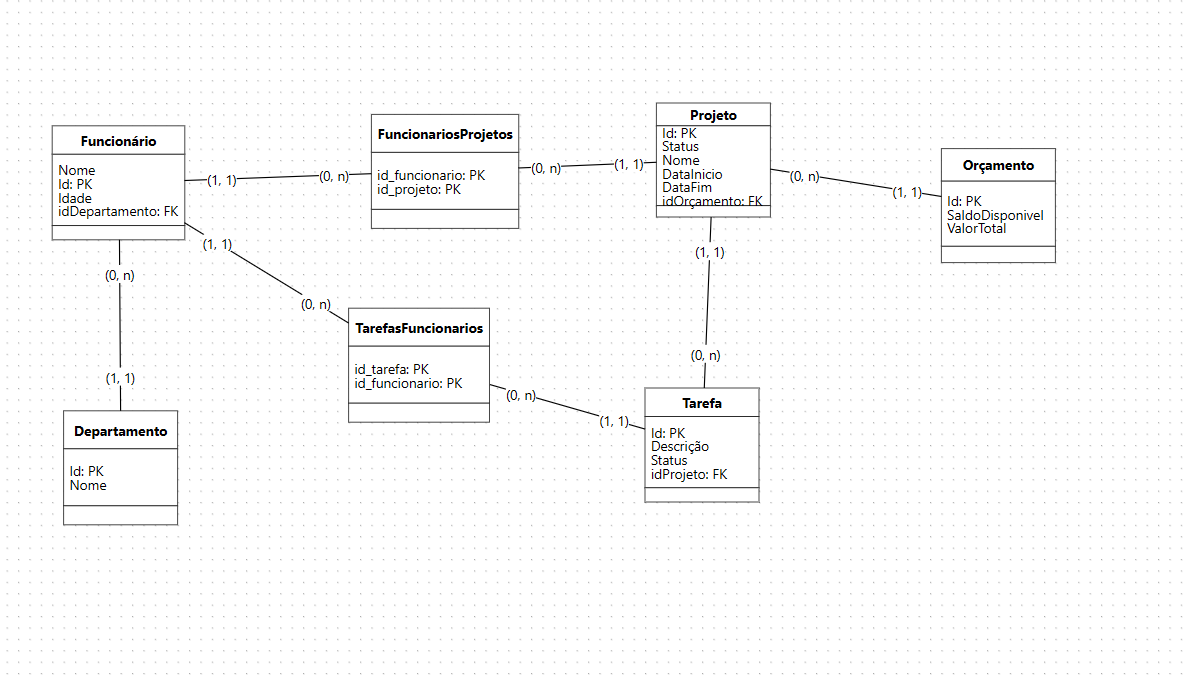 Funcionário
Nome
Id: PK
Idade
idDepartamento: FK
(1, 1)
(0, n)
FuncionariosProjetos
id_funcionario: PK
id_projeto: PK
(0, n)
(1, 1)
Projeto
Id: PK
Status
Nome
DataInicio
DataFim
idOrçamento: FK
(0, n)
(1, 1)
Orçamento
Id: PK
SaldoDisponivel
ValorTotal
(1, 1)
(0, n)
(0, n)
(1, 1)
TarefasFuncionarios
id_tarefa: PK
id_funcionario: PK
(0, n)
(1, 1)
(1, 1)
(0, n)
Tarefa
Id: PK
Descrição
Status
idProjeto: FK
Departamento
Id: PK
Nome